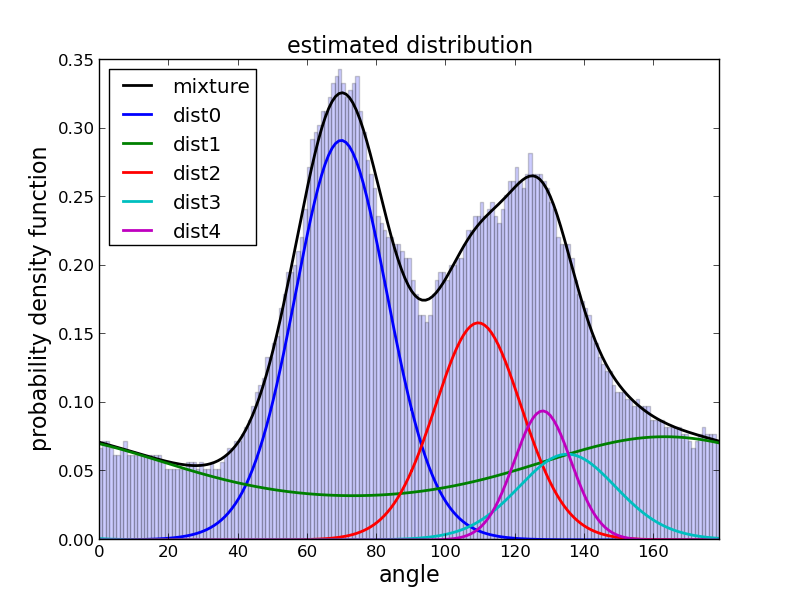 estimated distribution
probability density function
0.35
0.30
0.25
0.20
0.15
0.10
0.05
0.00
mixture
dist0
dist1
dist2
dist3
dist4
0 20 40 60 80 100 120 140 160
angle